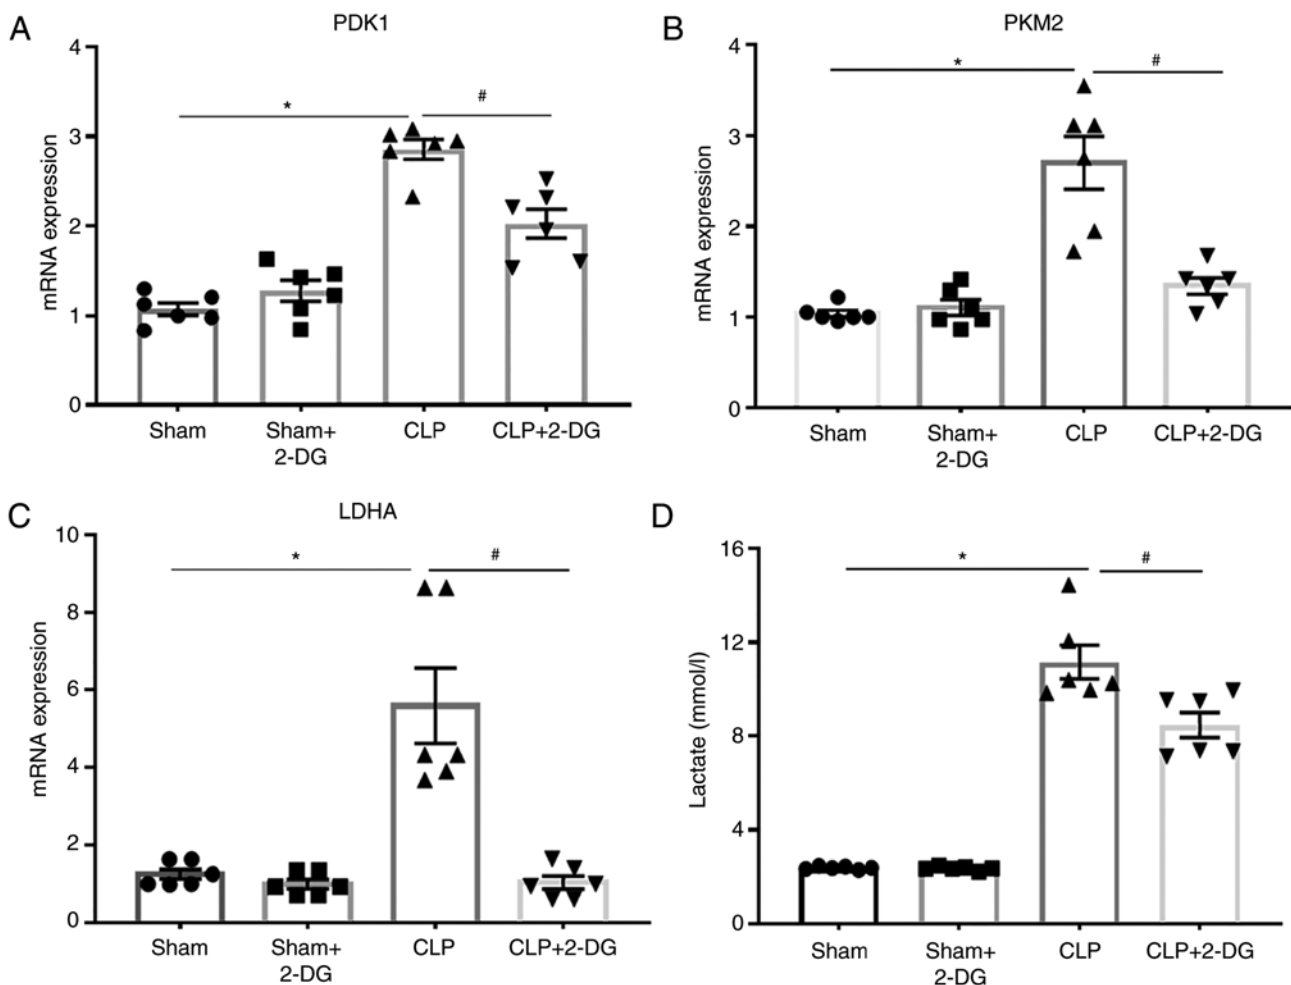 A
PDK1
mRNA expression
4
3
2
1
0
*
#
Sham
Sham+
2-DG
CLP
CLP+2-DG
B
PKM2
mRNA expression
4
3
2
1
0
*
#
Sham
Sham+
2-DG
CLP
CLP+2-DG
C
LDHA
mRNA expression
10
8
6
4
2
0
*
#
Sham
Sham+
2-DG
CLP
CLP+2-DG
D
Lactate (mmol/l)
16
12
8
4
0
*
#
Sham
Sham+
2-DG
CLP
CLP+2-DG